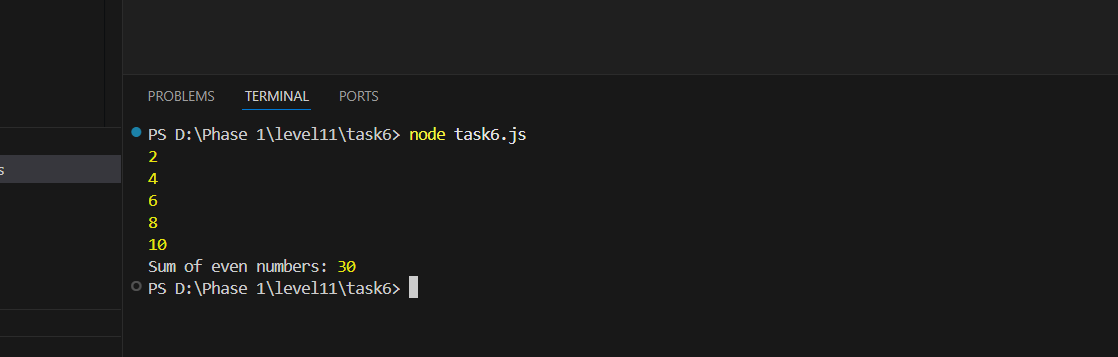 PROBLEMS TERMINAL PORTS
PS D:\Phase 1\level11\task6> node task6.js
2
4
6
8
10
s
Sum of even numbers: 30
PS D:\Phase 1\level11\task6>